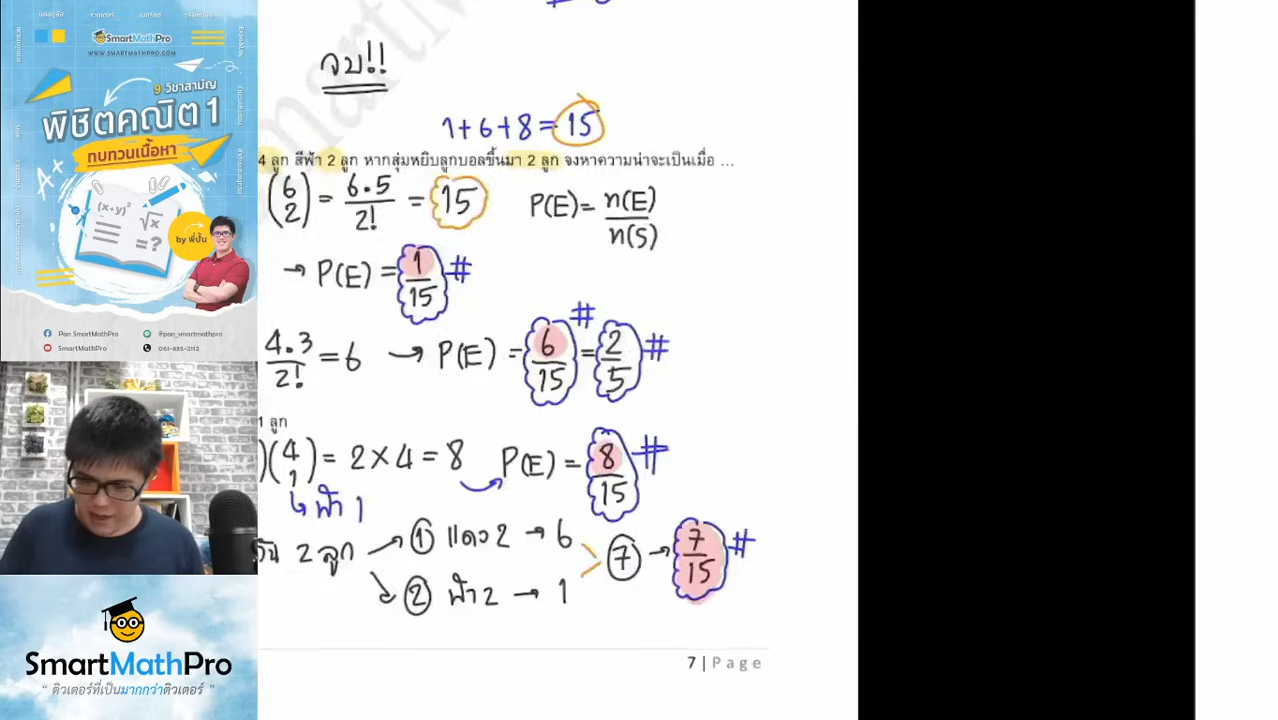 SmartMathPro
WWW.SMARTMATHPRO.COM
9 วิชาสามัญ
พิชิตคณิต 1
ทบทวนเนื้อหา
A+
(x+y)²
√x
=?
by พี่ปั้น
Pan SmartMathPro
@pan_smartmathpro
SmartMathPro
061-835-2112
SmartMathPro
“ ติวเตอร์ที่เป็นมากกว่าติวเตอร์ ”
จบ!!
1+6+8=15
4 ลูก สีฟ้า 2 ลูก หากสุ่มหยิบลูกบอลขึ้นมา 2 ลูก จงหาความน่าจะเป็นเมื่อ ...
(6 2) = 6·5/2! = 15 P(E)= n(E)/n(S)
→ P(E) = 1/15 #
4·3/2! = 6 → P(E) = 6/15 # = 2/5 #
1 ลูก
)(4 1) = 2×4 = 8 P(E) = 8/15 #
↳ ฟ้า 1
กัน 2 ลูก → ① แดง 2 → 6 > ⑦ → 7/15 #
② ฟ้า 2 → 1
7 | Page